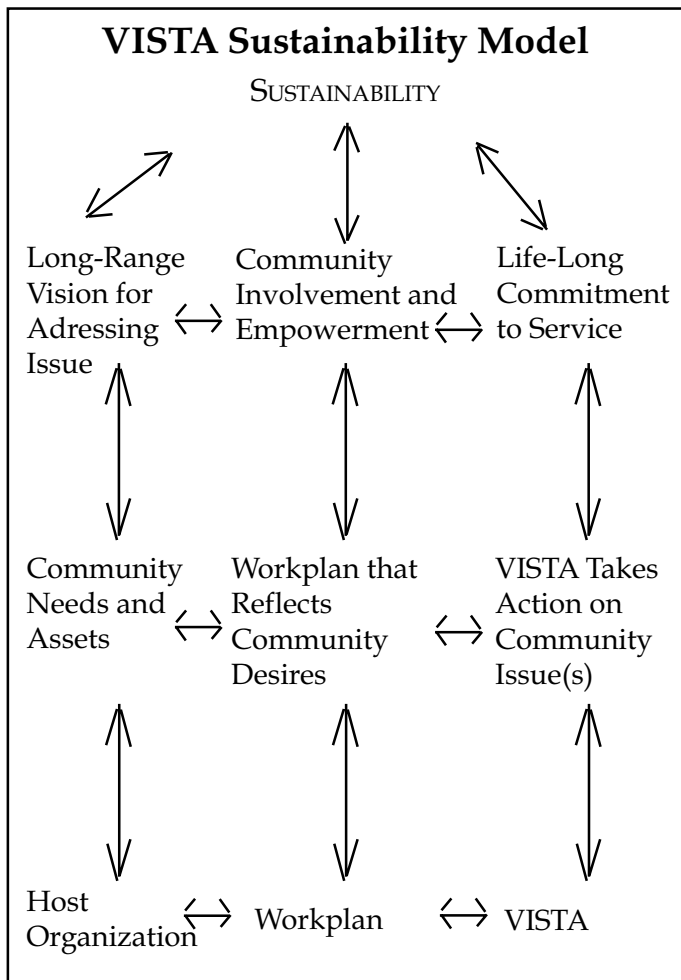 VISTA Sustainability Model
SUSTAINABILITY
Long-Range
Vision for
Adressing
Issue
Community
Involvement and
Empowerment
Life-Long
Commitment
to Service
Community
Needs and
Assets
Workplan that
Reflects
Community
Desires
VISTA Takes
Action on
Community
Issue(s)
Host
Organization
Workplan
VISTA